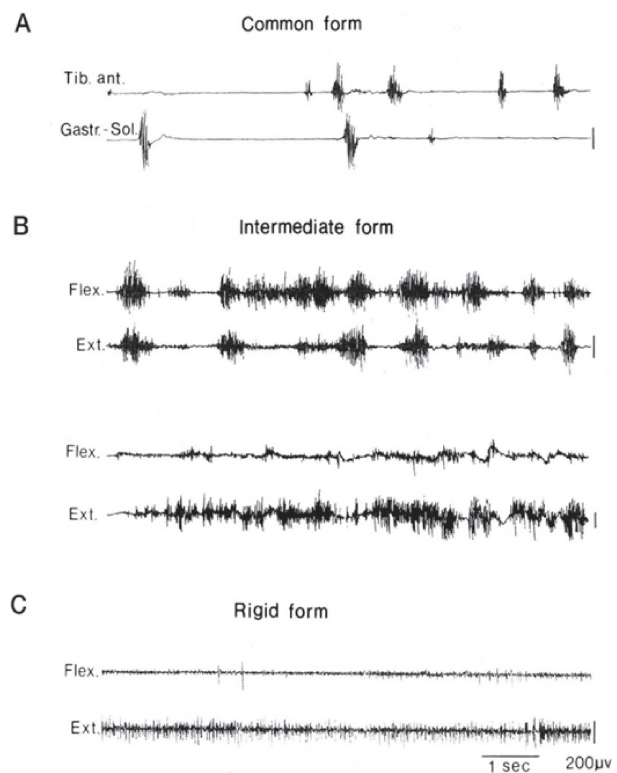 A
Common form
Tib. ant.
Gastr.-Sol.
B
Intermediate form
Flex.
Ext.
Flex.
Ext.
C
Rigid form
Flex.
Ext.
1 sec 200µv